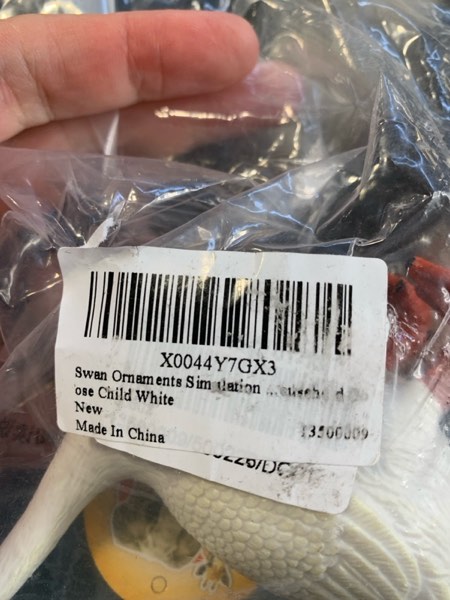 X0044Y7GX3
Swan Ornaments Simulation
ose Child White
New
Made In China